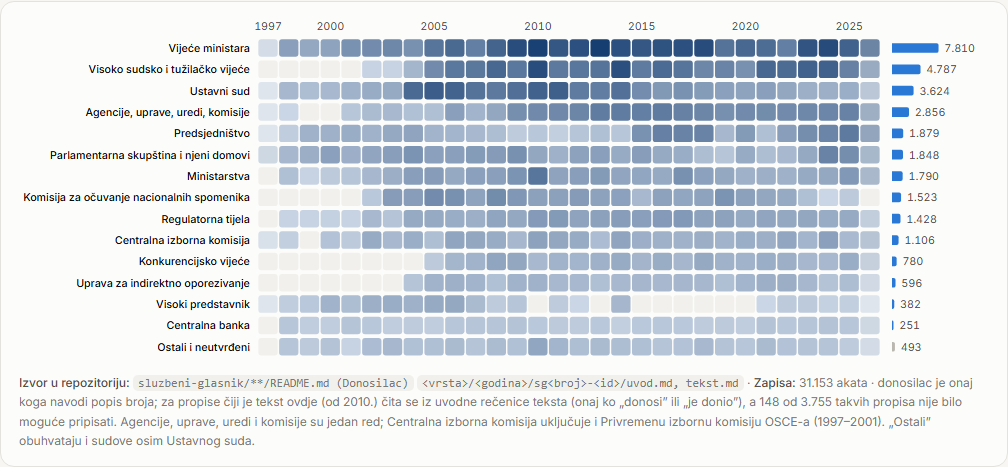 1997 2000 2005 2010 2015 2020 2025
Vijeće ministara 7.810
Visoko sudsko i tužilačko vijeće 4.787
Ustavni sud 3.624
Agencije, uprave, uredi, komisije 2.856
Predsjedništvo 1.879
Parlamentarna skupština i njeni domovi 1.848
Ministarstva 1.790
Komisija za očuvanje nacionalnih spomenika 1.523
Regulatorna tijela 1.428
Centralna izborna komisija 1.106
Konkurencijsko vijeće 780
Uprava za indirektno oporezivanje 596
Visoki predstavnik 382
Centralna banka 251
Ostali i neutvrđeni 493
Izvor u repozitoriju: sluzbeni-glasnik/**/README.md (Donosilac) <vrsta>/<godina>/sg<broj>-<id>/uvod.md, tekst.md · Zapisa: 31.153 akata · donosilac je onaj
koga navodi popis broja; za propise čiji je tekst ovdje (od 2010.) čita se iz uvodne rečenice teksta (onaj ko „donosi” ili „je donio”), a 148 od 3.755 takvih propisa nije bilo
moguće pripisati. Agencije, uprave, uredi i komisije su jedan red; Centralna izborna komisija uključuje i Privremenu izbornu komisiju OSCE-a (1997–2001). „Ostali”
obuhvataju i sudove osim Ustavnog suda.